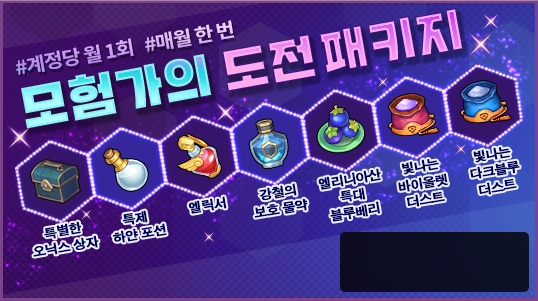 #계정당 월 1회 #매월 한 번
모험가의 도전 패키지
특별한
오닉스 상자
특제
하얀 포션
엘릭서
강철의
보호 물약
엘리니아산
특대
블루베리
빛나는
바이올렛
더스트
빛나는
다크블루
더스트